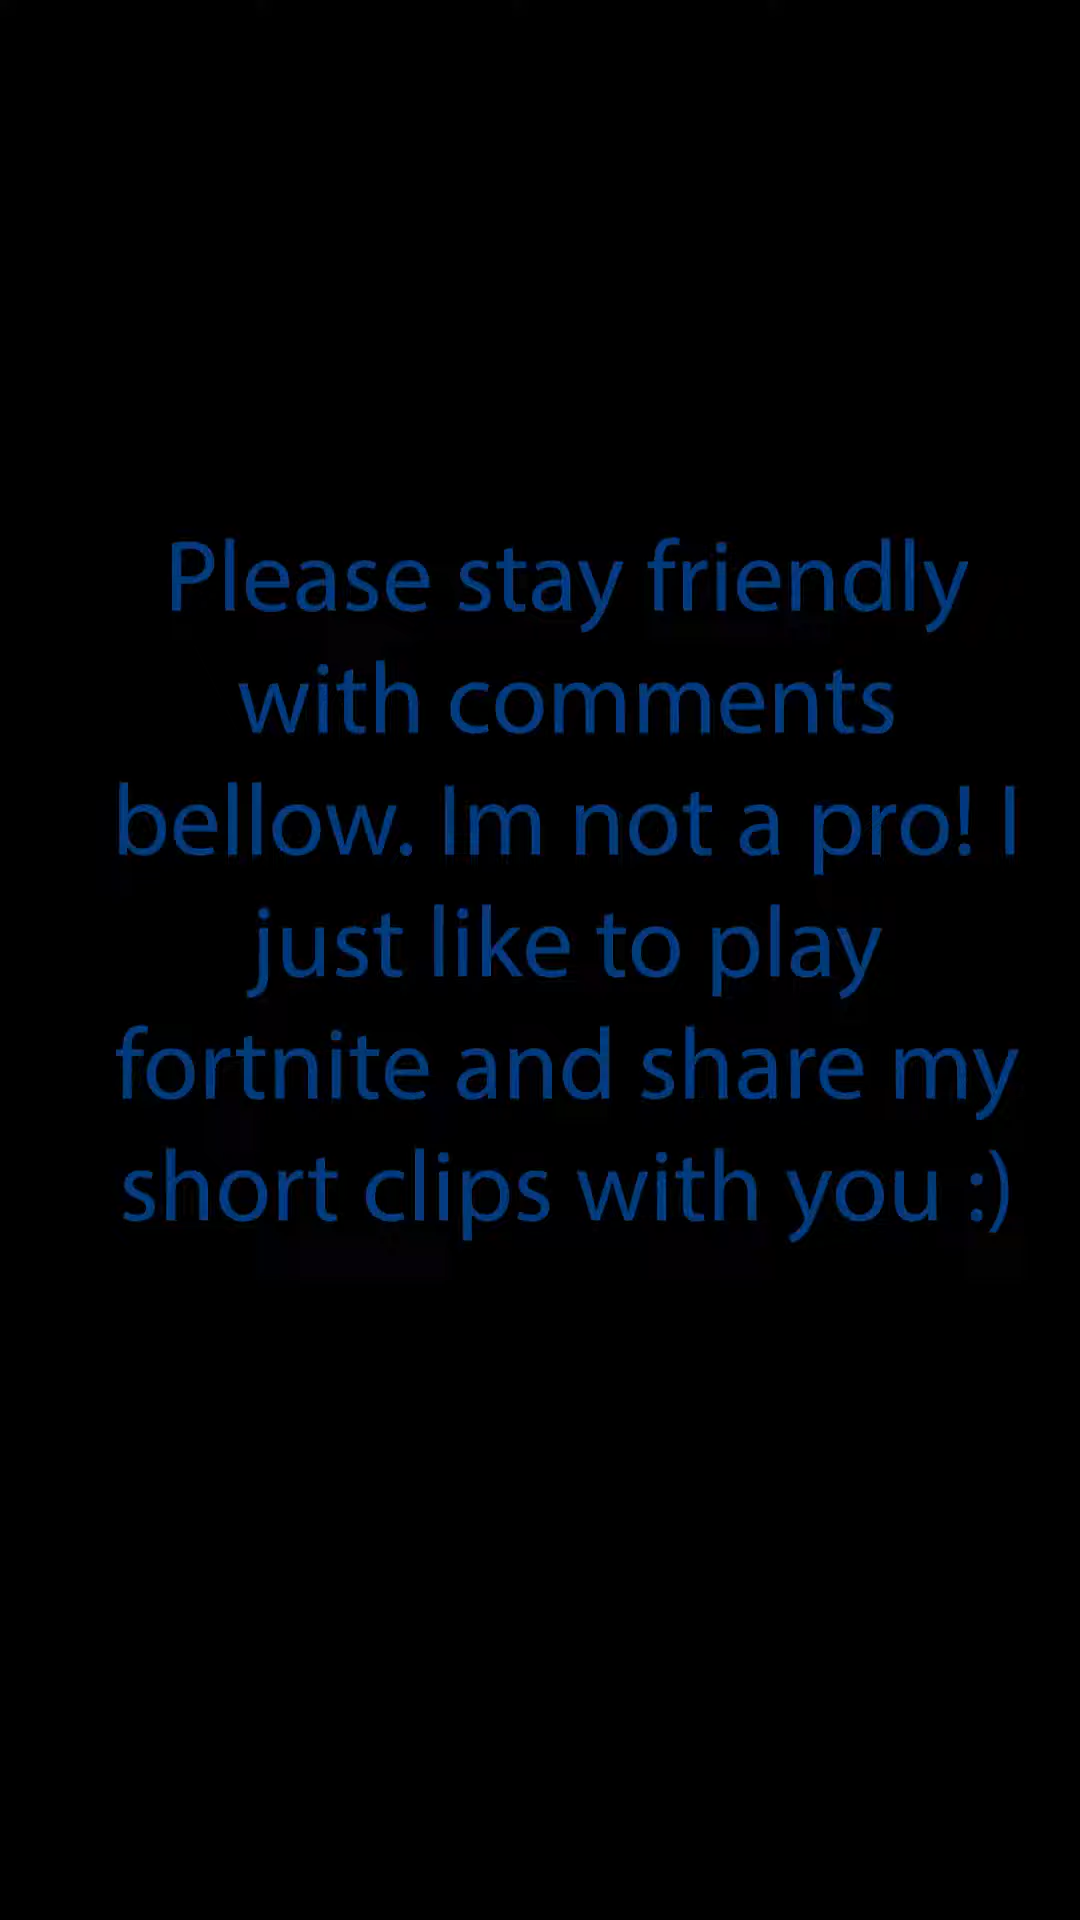 Please stay friendly
with comments
bellow. Im not a pro! I
just like to play
fortnite and share my
short clips with you :)